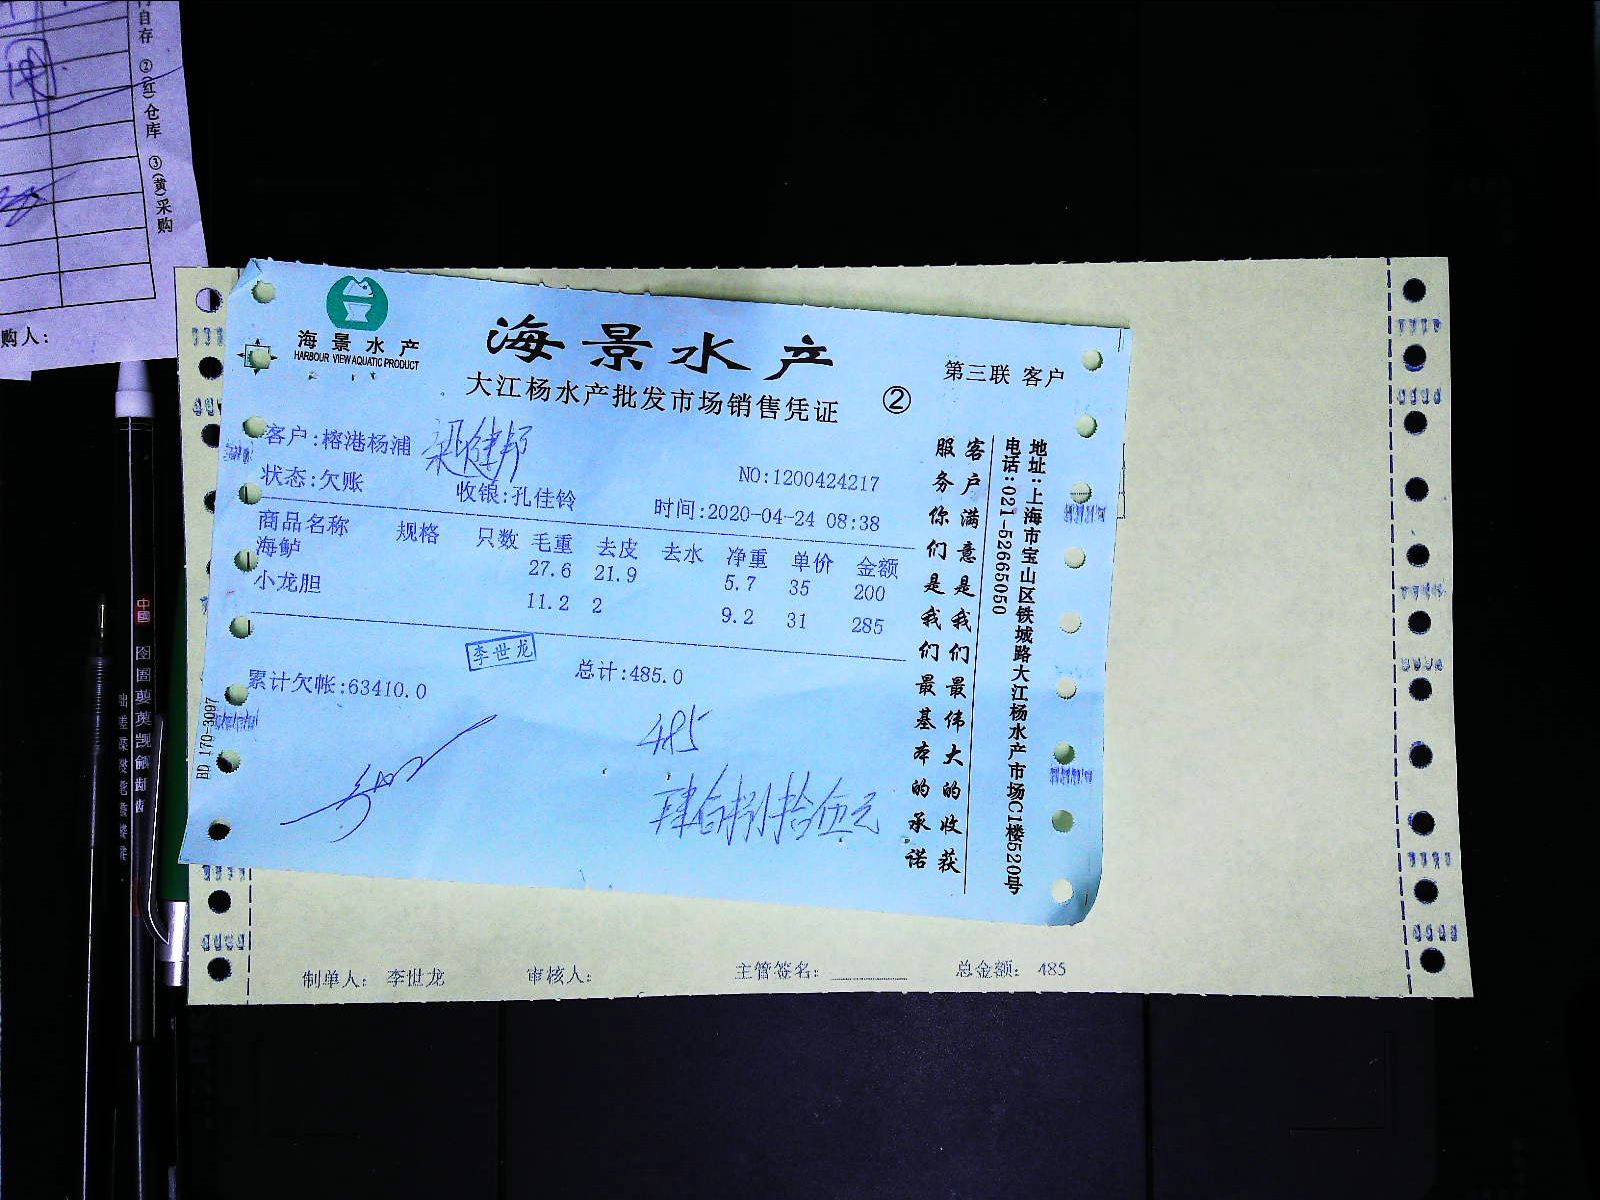 自存 ②(红)仓库 ③(黄)采购
购人:
海景水产
HARBOUR VIEW AQUATIC PRODUCT
海景水产
大江杨水产批发市场销售凭证
②
第三联 客户
客户:榕港杨浦 梁健邦
NO:1200424217
状态:欠账 收银:孔佳铃 时间:2020-04-24 08:38
商品名称 规格 只数 毛重 去皮 去水 净重 单价 金额
海鲈 27.6 21.9 5.7 35 200
小龙胆 11.2 2 9.2 31 285
李世龙
累计欠帐:63410.0 总计:485.0
485
肆佰捌拾伍元
客户满意是我们最伟大的收获
服务你们是我们最基本的承诺
地址:上海市宝山区铁城路大江杨水产市场C1楼520号
电话:021-52665050
BD 170-3097
中国
制单人: 李世龙 审核人: 主管签名: 总金额: 485